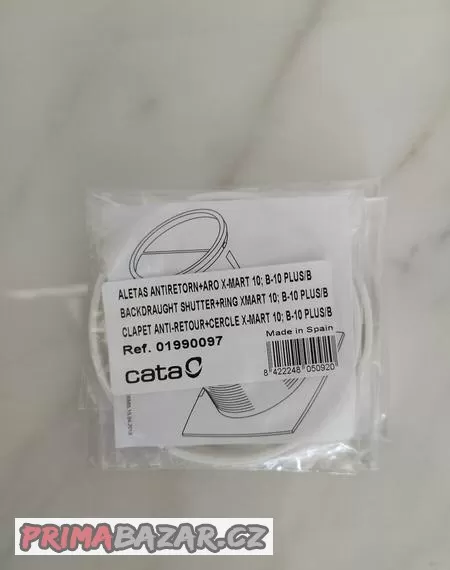 ALETAS ANTIRETORN+ARO X-MART 10; B-10 PLUS/B
BACKDRAUGHT SHUTTER+RING XMART 10; B-10 PLUS/B
CLAPET ANTI-RETOUR+CERCLE X-MART 10; B-10 PLUS/B
Ref. 01990097
Made in Spain
cata
8 422248 050920
PRIMABAZAR.CZ